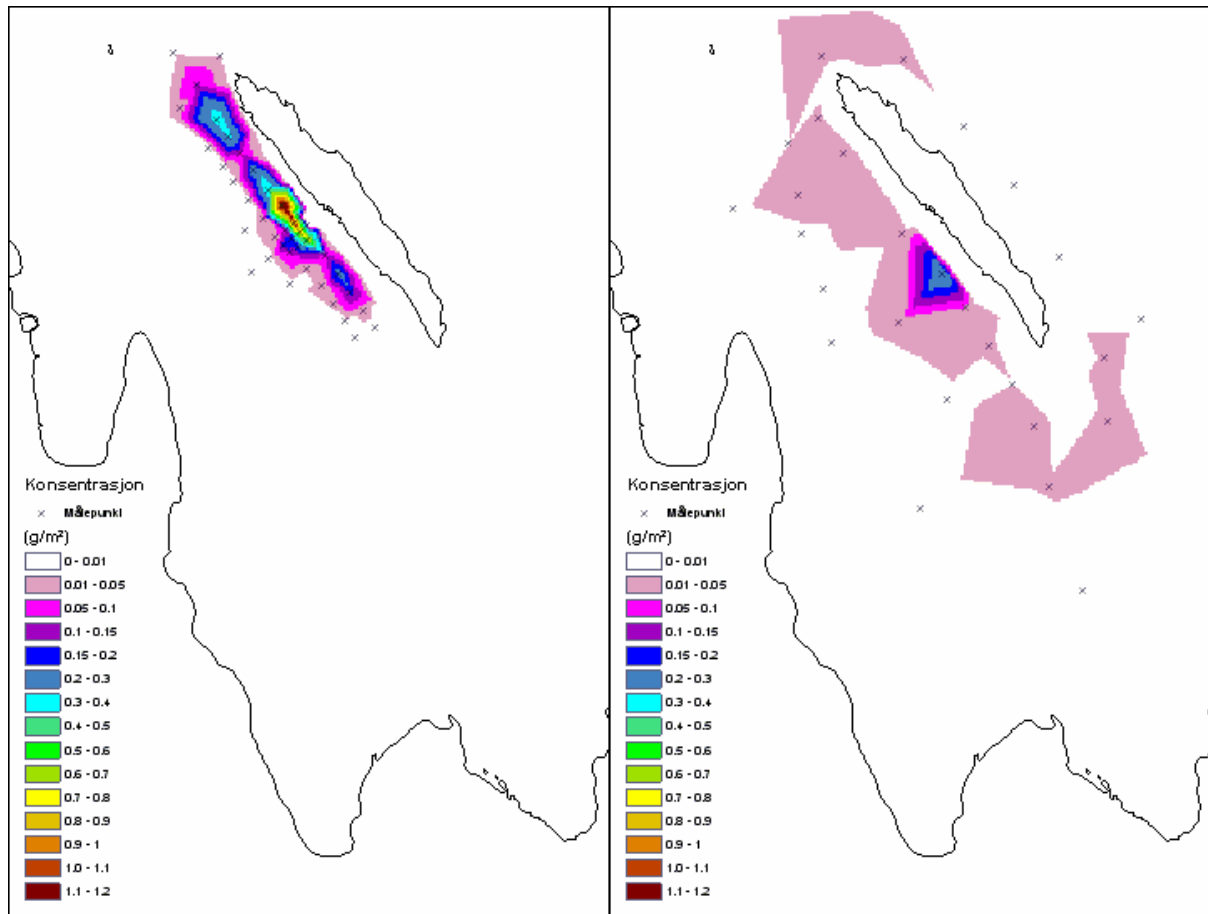 Konsentrasjon
Målepunkt
(g/m²)
0 - 0.01
0.01 - 0.05
0.05 - 0.1
0.1 - 0.15
0.15 - 0.2
0.2 - 0.3
0.3 - 0.4
0.4 - 0.5
0.5 - 0.6
0.6 - 0.7
0.7 - 0.8
0.8 - 0.9
0.9 - 1
1.0 - 1.1
1.1 - 1.2
Konsentrasjon
Målepunkt
(g/m²)
0 - 0.01
0.01 - 0.05
0.05 - 0.1
0.1 - 0.15
0.15 - 0.2
0.2 - 0.3
0.3 - 0.4
0.4 - 0.5
0.5 - 0.6
0.6 - 0.7
0.7 - 0.8
0.8 - 0.9
0.9 - 1
1.0 - 1.1
1.1 - 1.2